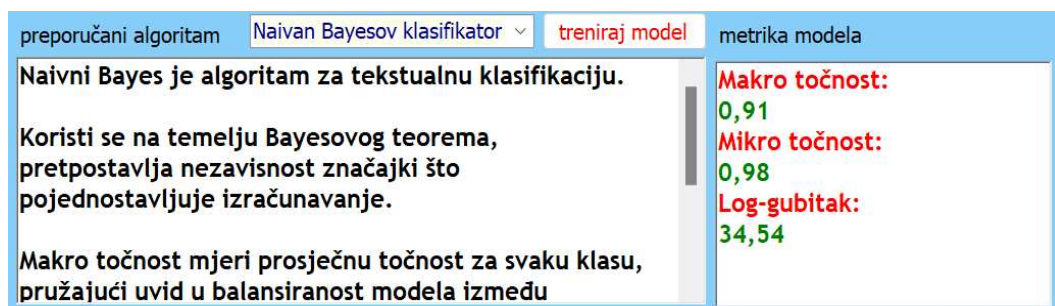 preporučani algoritam
Naivan Bayesov klasifikator
treniraj model
metrika modela
Naivni Bayes je algoritam za tekstualnu klasifikaciju.
Koristi se na temelju Bayesovog teorema,
pretpostavlja nezavisnost značajki što
pojednostavljuje izračunavanje.
Makro točnost mjeri prosječnu točnost za svaku klasu,
pružajući uvid u balansiranost modela između
Makro točnost:
0,91
Mikro točnost:
0,98
Log-gubitak:
34,54